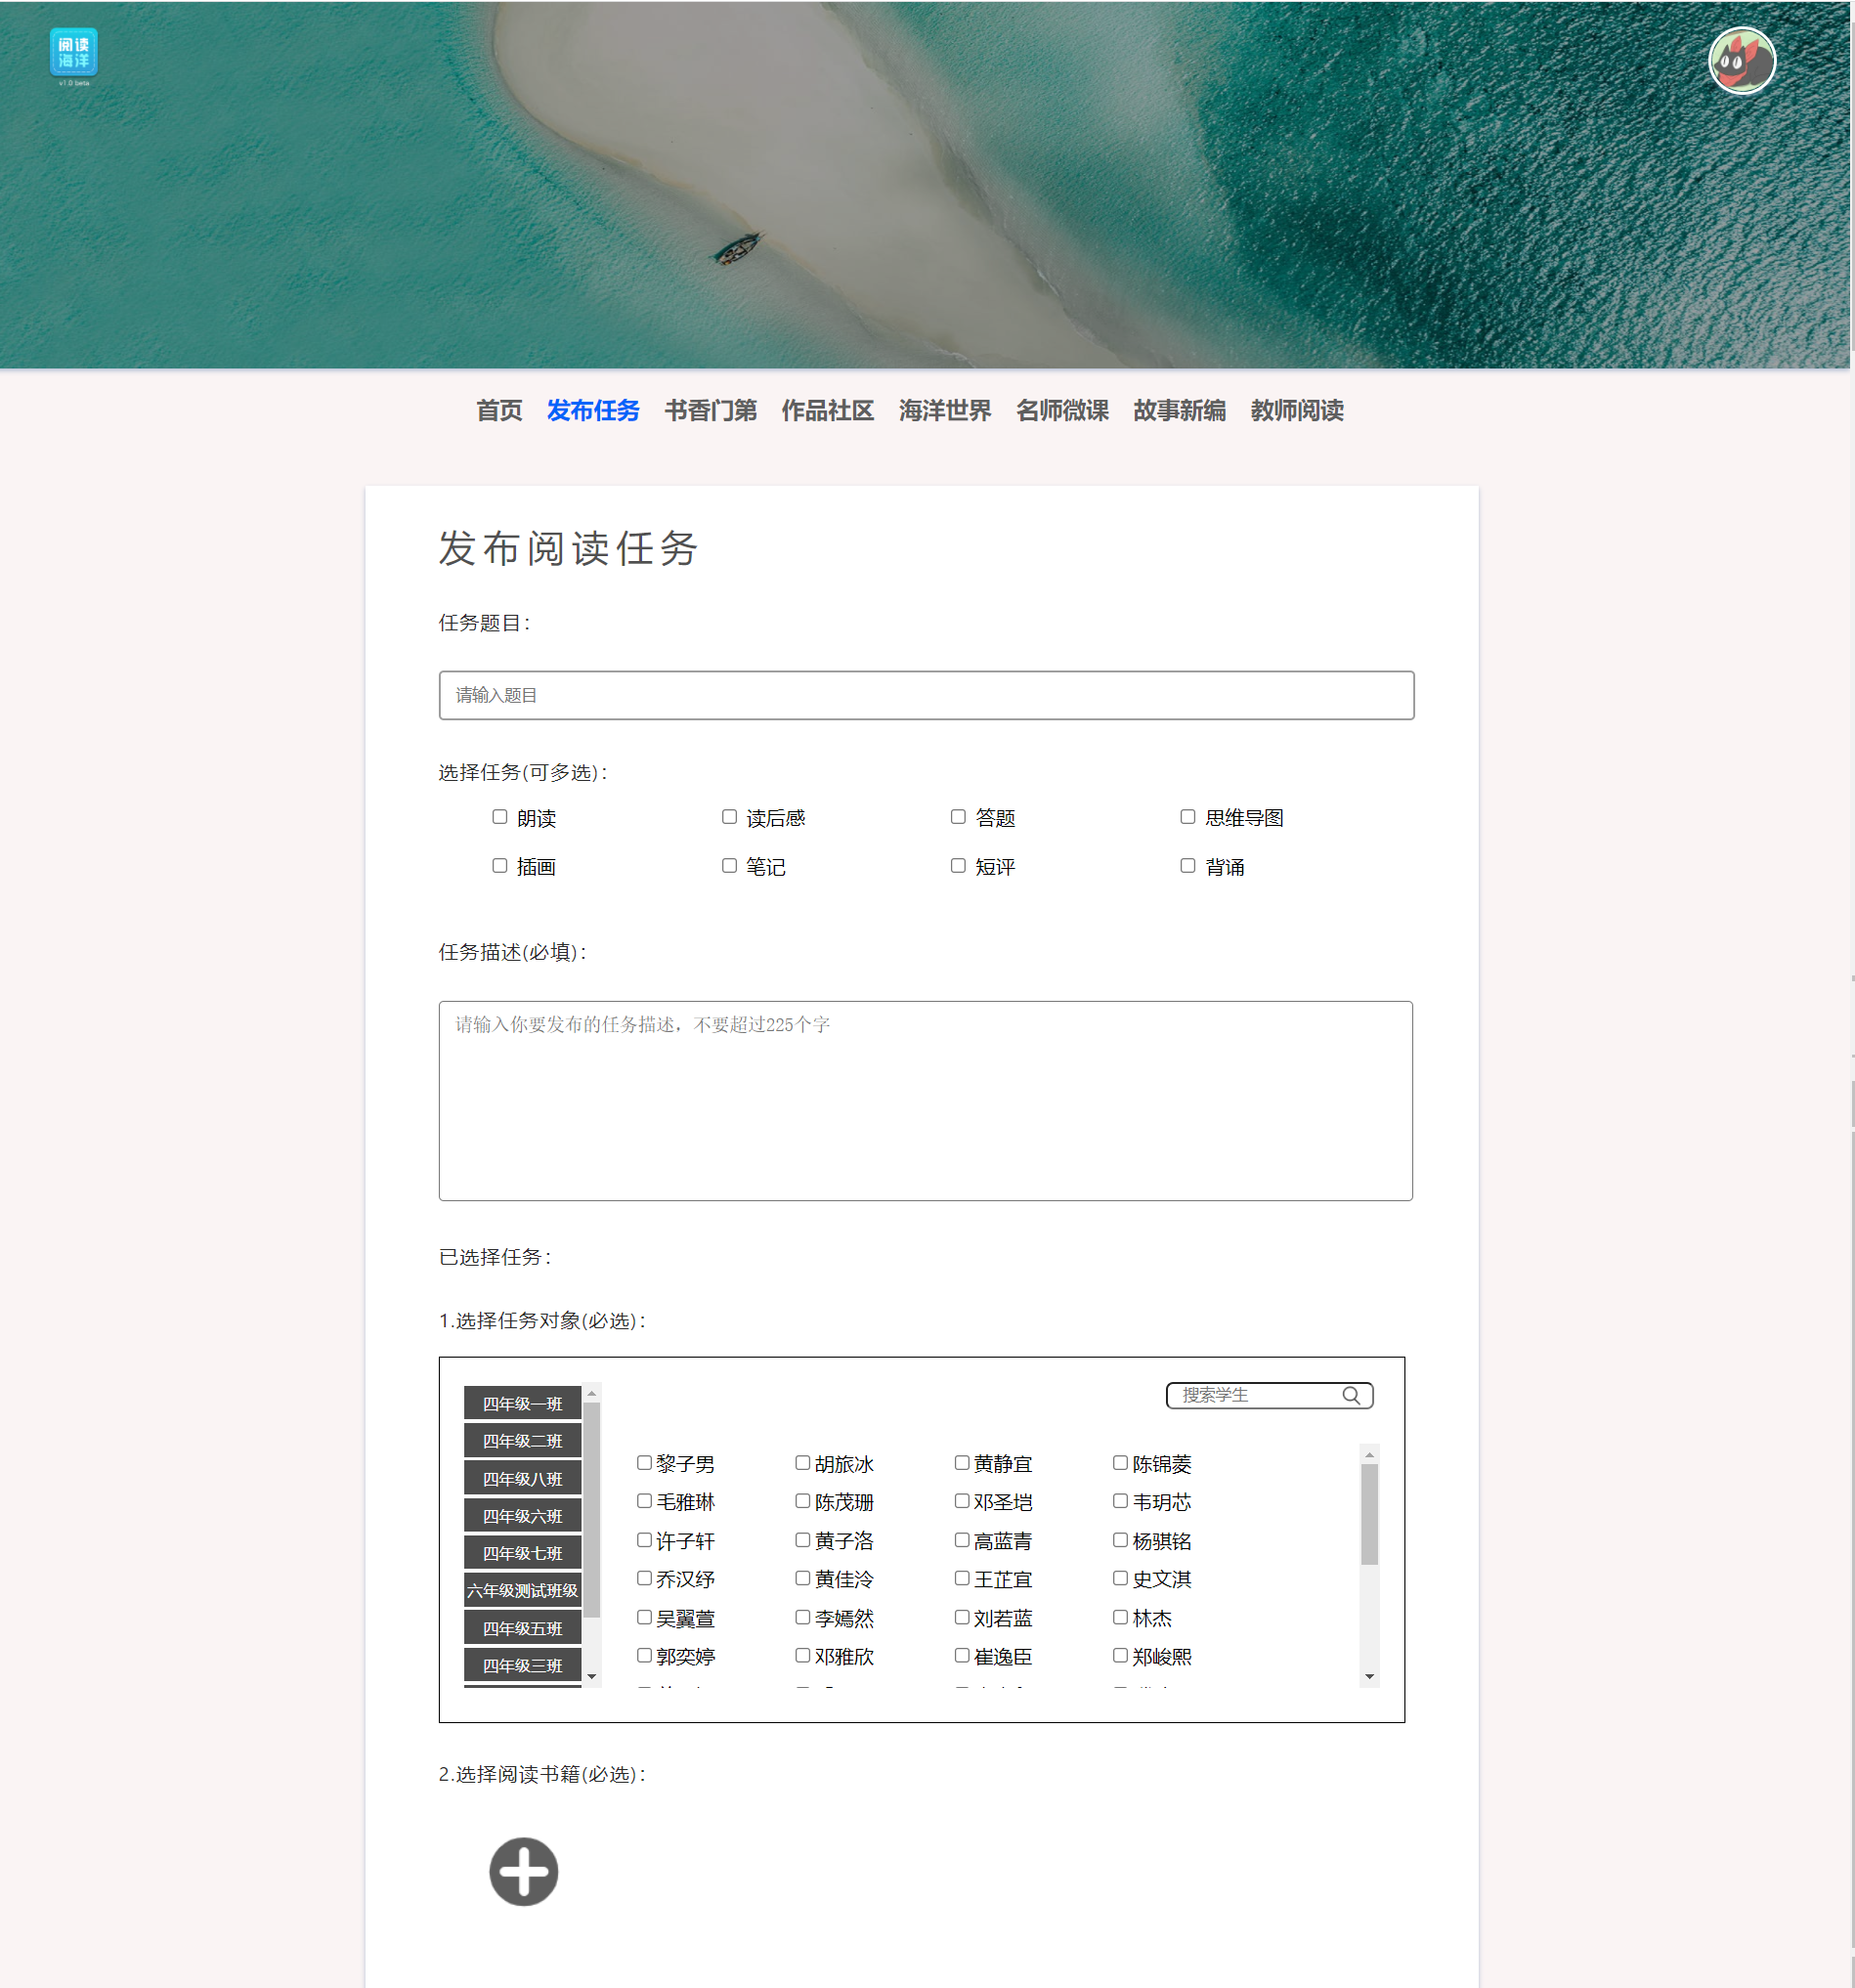 阅读
海洋
v1.0 beta
首页 发布任务 书香门第 作品社区 海洋世界 名师微课 故事新编 教师阅读
发布阅读任务
任务题目：
请输入题目
选择任务(可多选)：
朗读 读后感 答题 思维导图
插画 笔记 短评 背诵
任务描述(必填)：
请输入你要发布的任务描述，不要超过225个字
已选择任务：
1.选择任务对象(必选)：
四年级一班
四年级二班
四年级八班
四年级六班
四年级七班
六年级测试班级
四年级五班
四年级三班
搜索学生
黎子男 胡旅冰 黄静宜 陈锦菱
毛雅琳 陈茂珊 邓圣垲 韦玥芯
许子轩 黄子洛 高蓝青 杨骐铭
乔汉纾 黄佳泠 王芷宜 史文淇
吴翼萱 李嫣然 刘若蓝 林杰
郭奕婷 邓雅欣 崔逸臣 郑峻熙
2.选择阅读书籍(必选)：